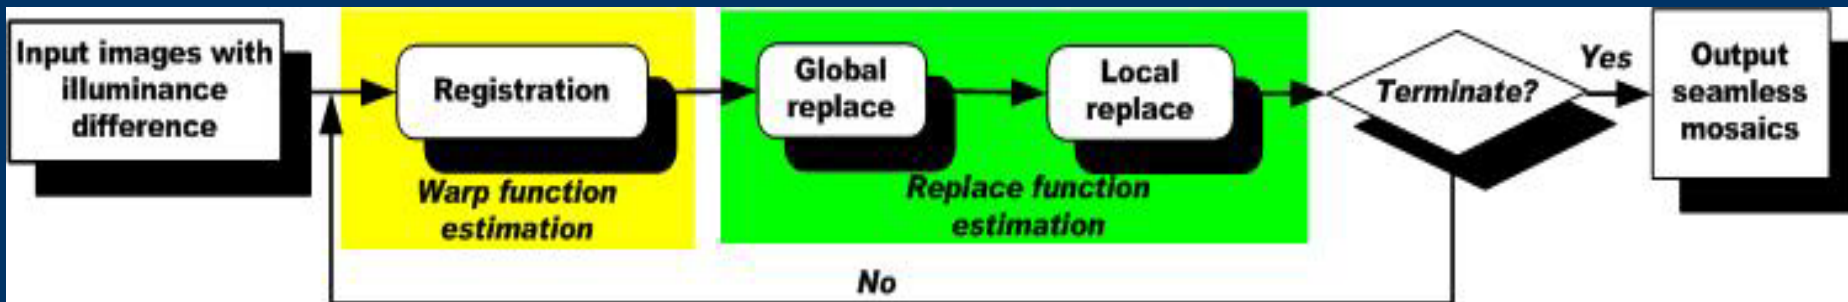 Input images with
illuminance
difference
Registration
Warp function
estimation
Global
replace
Local
replace
Replace function
estimation
Terminate?
Yes
Output
seamless
mosaics
No